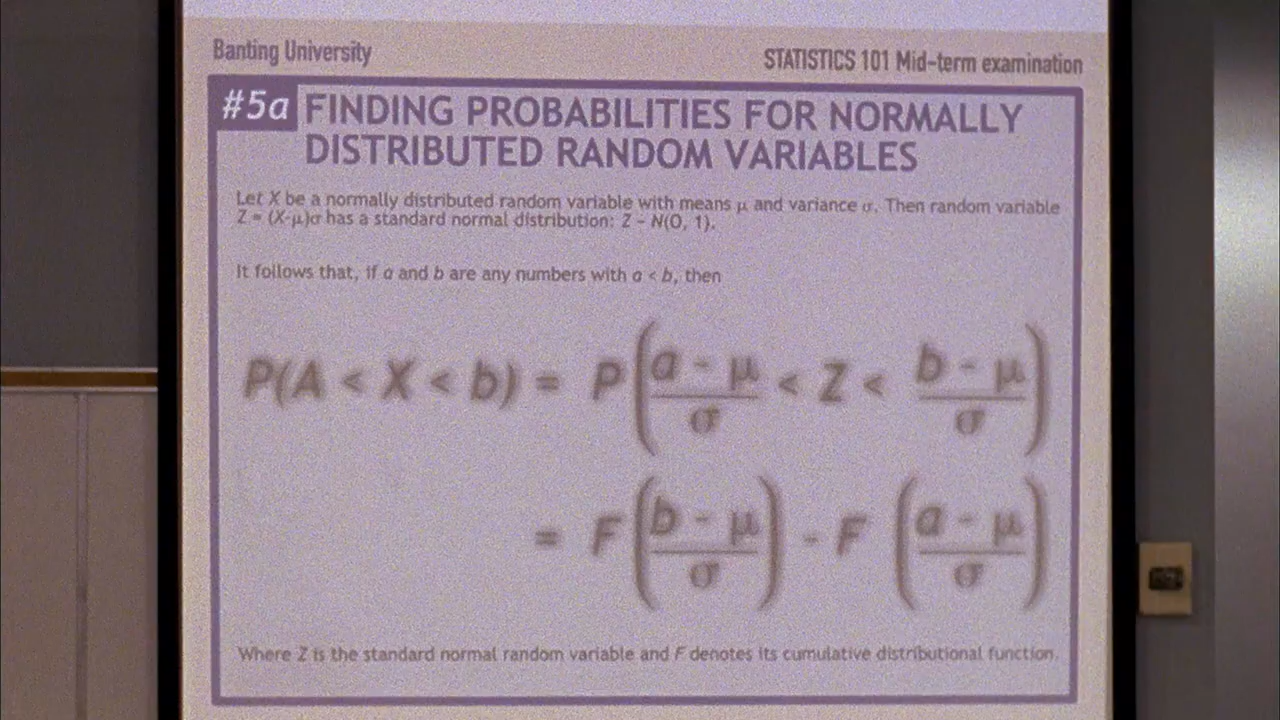 Banting University
STATISTICS 101 Mid-term examination
#5a FINDING PROBABILITIES FOR NORMALLY
DISTRIBUTED RANDOM VARIABLES
Let X be a normally distributed random variable with means μ and variance σ. Then random variable
Z = (X-μ)σ has a standard normal distribution: Z ~ N(0, 1).
It follows that, if a and b are any numbers with a < b, then
P(A < X < b) = P(a - μ / σ < Z < b - μ / σ)
= F(b - μ / σ) - F (a - μ / σ)
Where Z is the standard normal random variable and F denotes its cumulative distributional function.